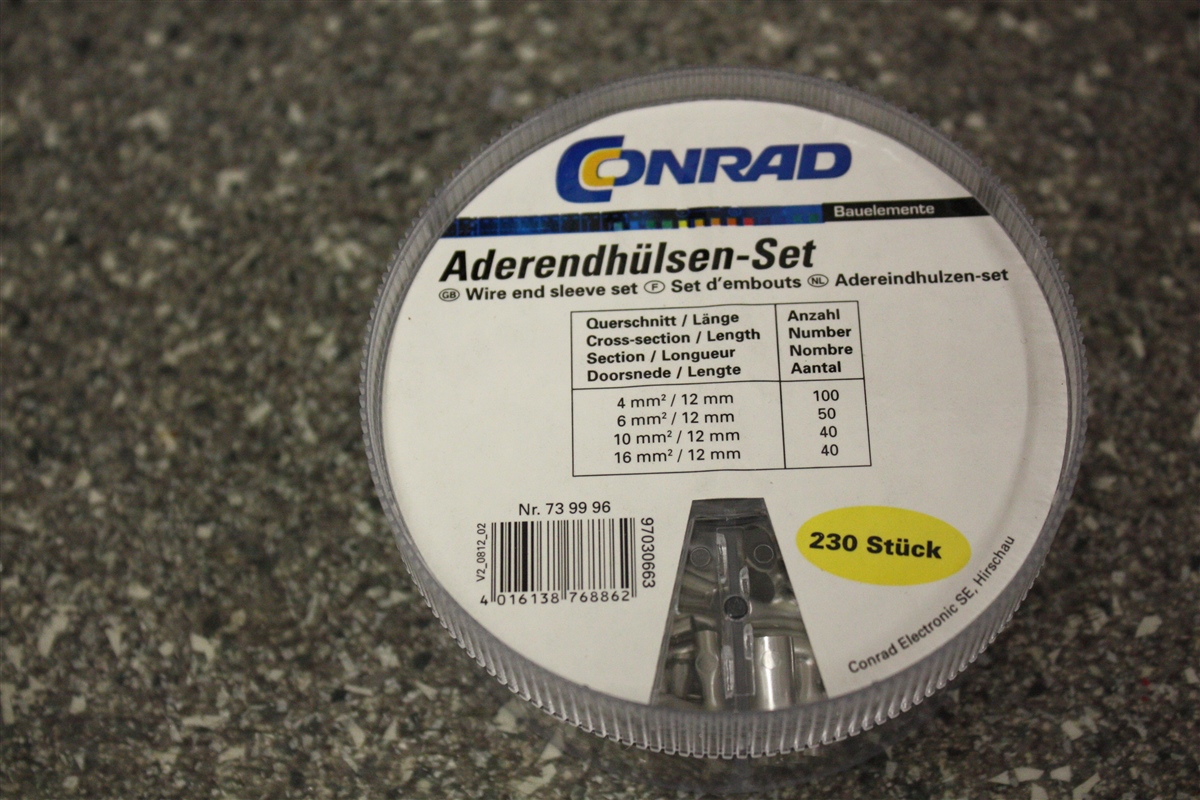 CONRAD
Bauelemente
Aderendhülsen-Set
GB Wire end sleeve set F Set d'embouts NL Adereindhulzen-set
Querschnitt / Länge Anzahl
Cross-section / Length Number
Section / Longueur Nombre
Doorsnede / Lengte Aantal
4 mm² / 12 mm 100
6 mm² / 12 mm 50
10 mm² / 12 mm 40
16 mm² / 12 mm 40
Nr. 73 99 96
V2_0812_02
97030663
4 016138 768862
230 Stück
Conrad Electronic SE, Hirschau